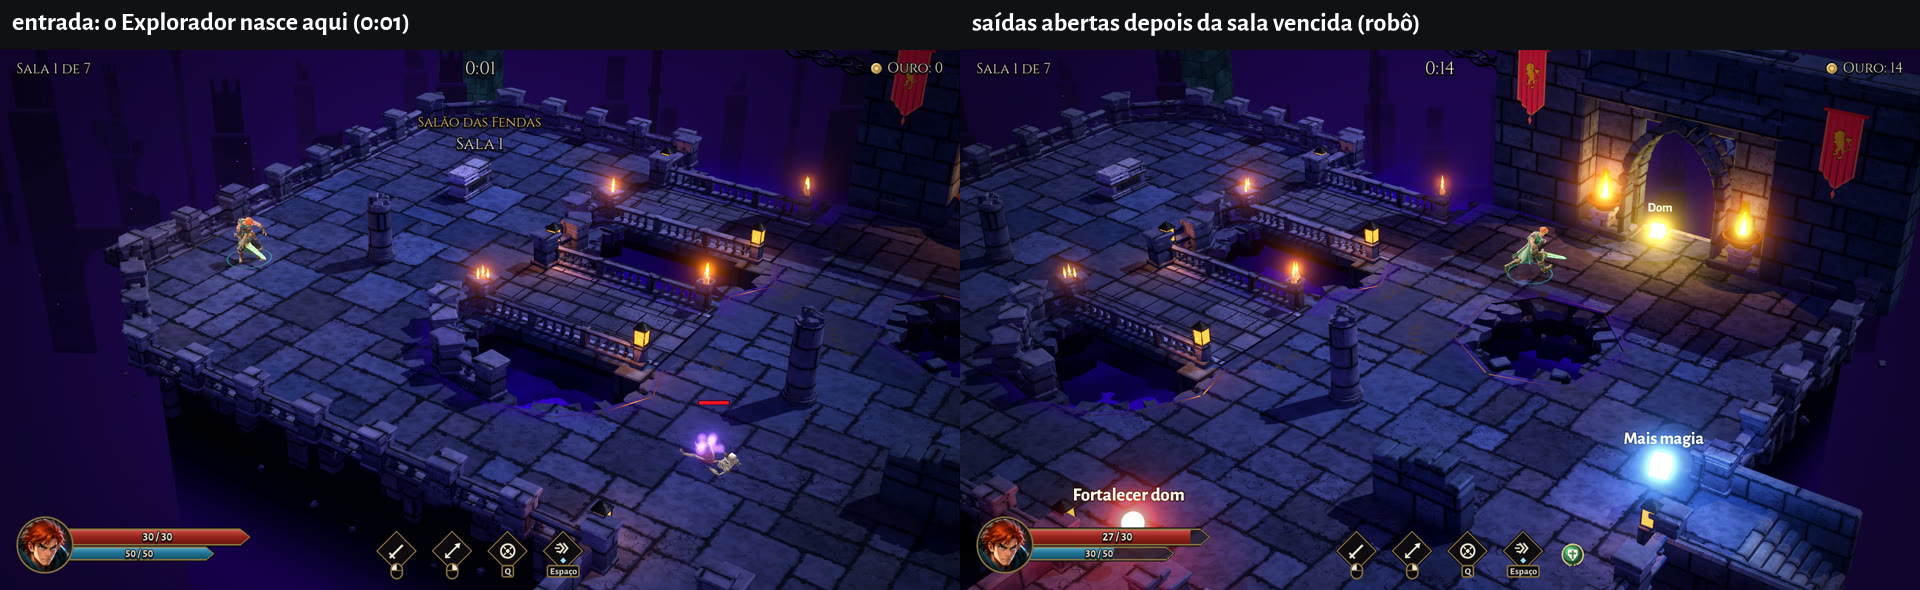 entrada: o Explorador nasce aqui (0:01)
saídas abertas depois da sala vencida (robô)
Sala 1 de 7
0:01
Ouro: 0
Salão das Fendas
Sala 1
30/30
50/50
Q
Espaço
Sala 1 de 7
0:14
Ouro: 14
Dom
Mais magia
Fortalecer dom
27/30
30/50
Q
Espaço